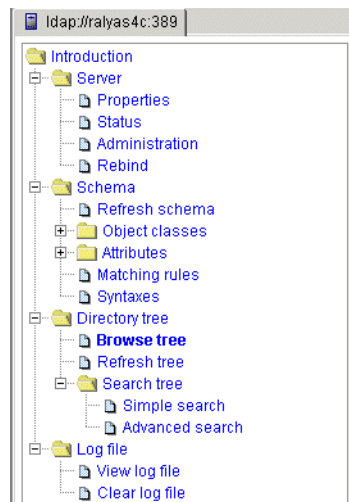 ldap://ralyas4c:389
Introduction
Server
Properties
Status
Administration
Rebind
Schema
Refresh schema
Object classes
Attributes
Matching rules
Syntaxes
Directory tree
Browse tree
Refresh tree
Search tree
Simple search
Advanced search
Log file
View log file
Clear log file